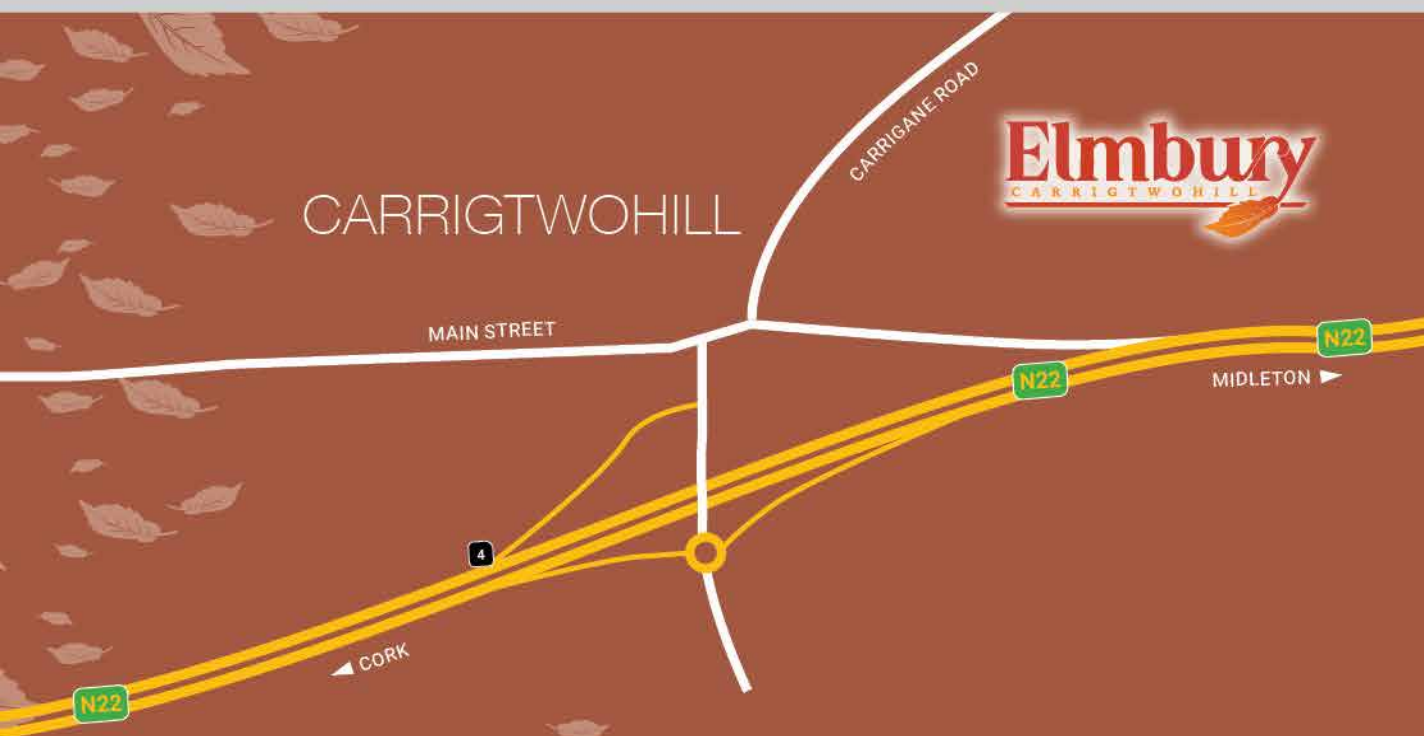 CARRIGANE ROAD
Elmbury
CARRIGTWOHILL
CARRIGTWOHILL
MAIN STREET
N22
N22
MIDLETON
4
CORK
N22